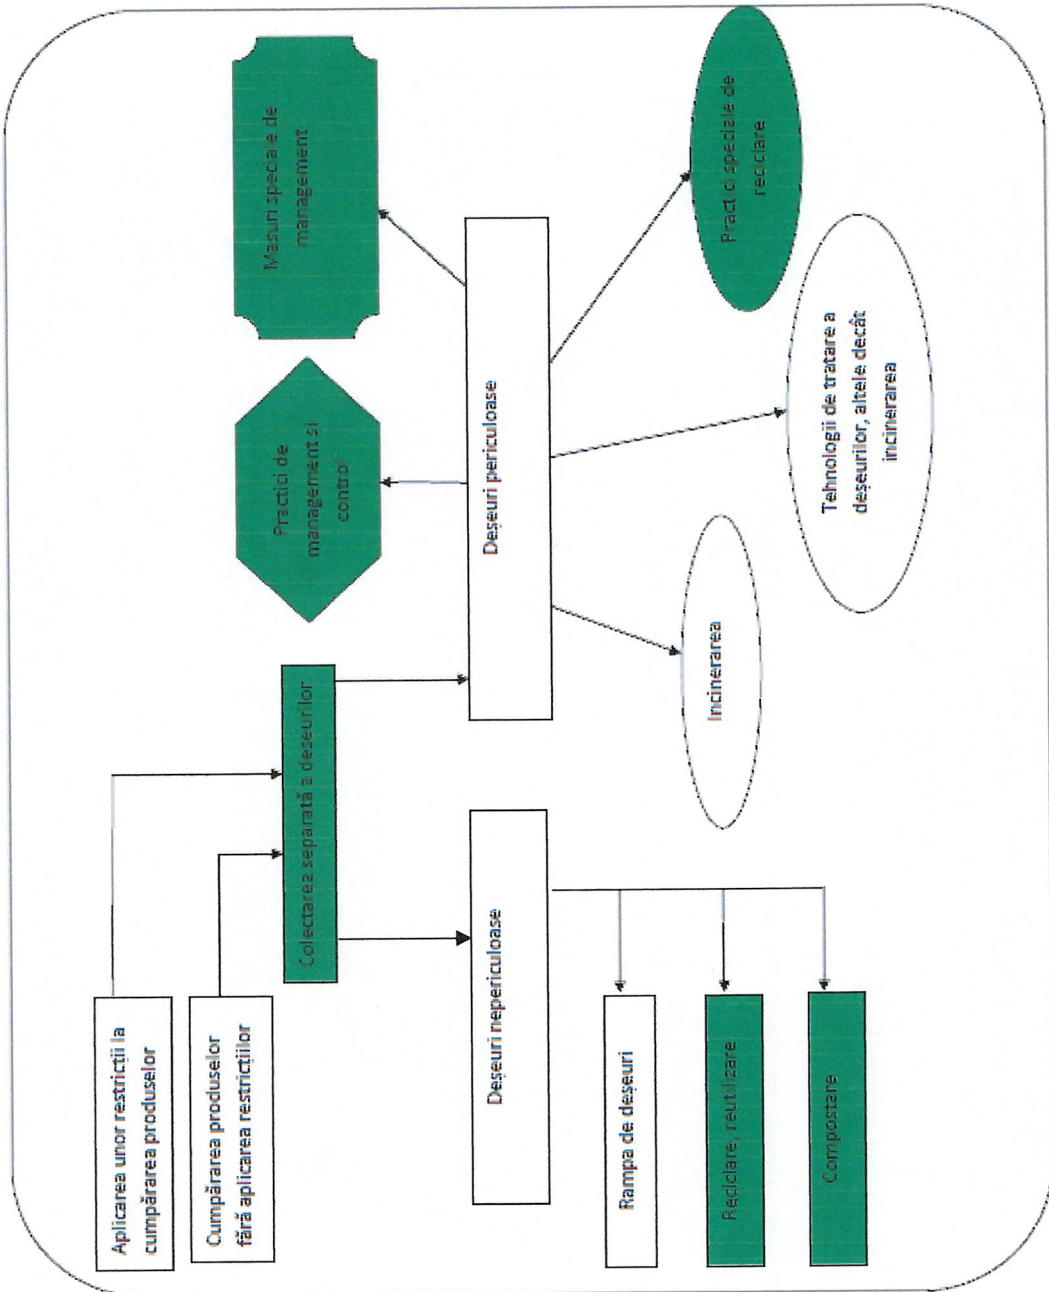 Aplicarea unor restricții la
cumpărarea produselor
Cumpărarea produselor
fără aplicarea restricțiilor
Colectarea separată a deseurilor
Practici de
management si
control
Masuri speciale de
management
Deșeuri nepericuloase
Deșeuri periculoase
Rampa de deșeuri
Reciclare, reutilizare
Compostare
Incinerarea
Tehnologii de tratare a
deșeurilor, altele decât
incinerarea
Practici speciale de
reciclare